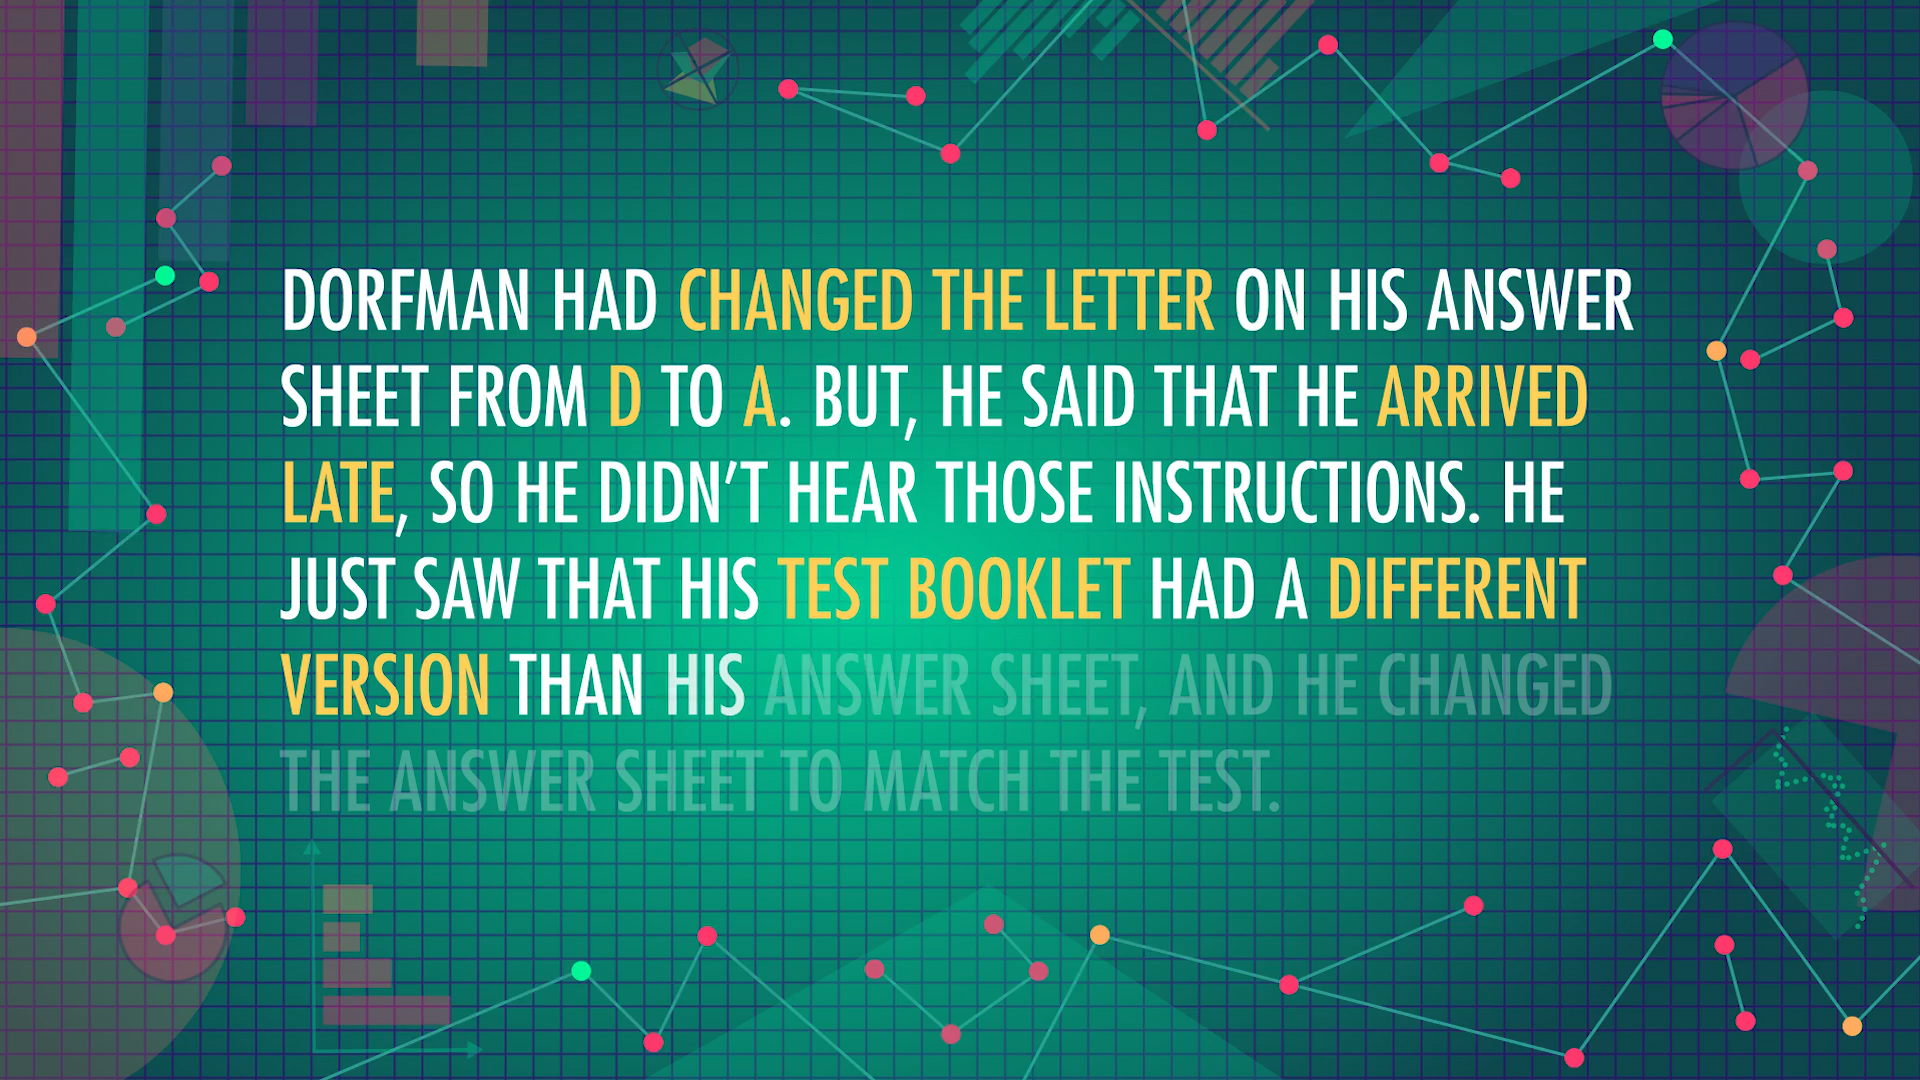 DORFMAN HAD CHANGED THE LETTER ON HIS ANSWER
SHEET FROM D TO A. BUT, HE SAID THAT HE ARRIVED
LATE, SO HE DIDN’T HEAR THOSE INSTRUCTIONS. HE
JUST SAW THAT HIS TEST BOOKLET HAD A DIFFERENT
VERSION THAN HIS ANSWER SHEET, AND HE CHANGED
THE ANSWER SHEET TO MATCH THE TEST.